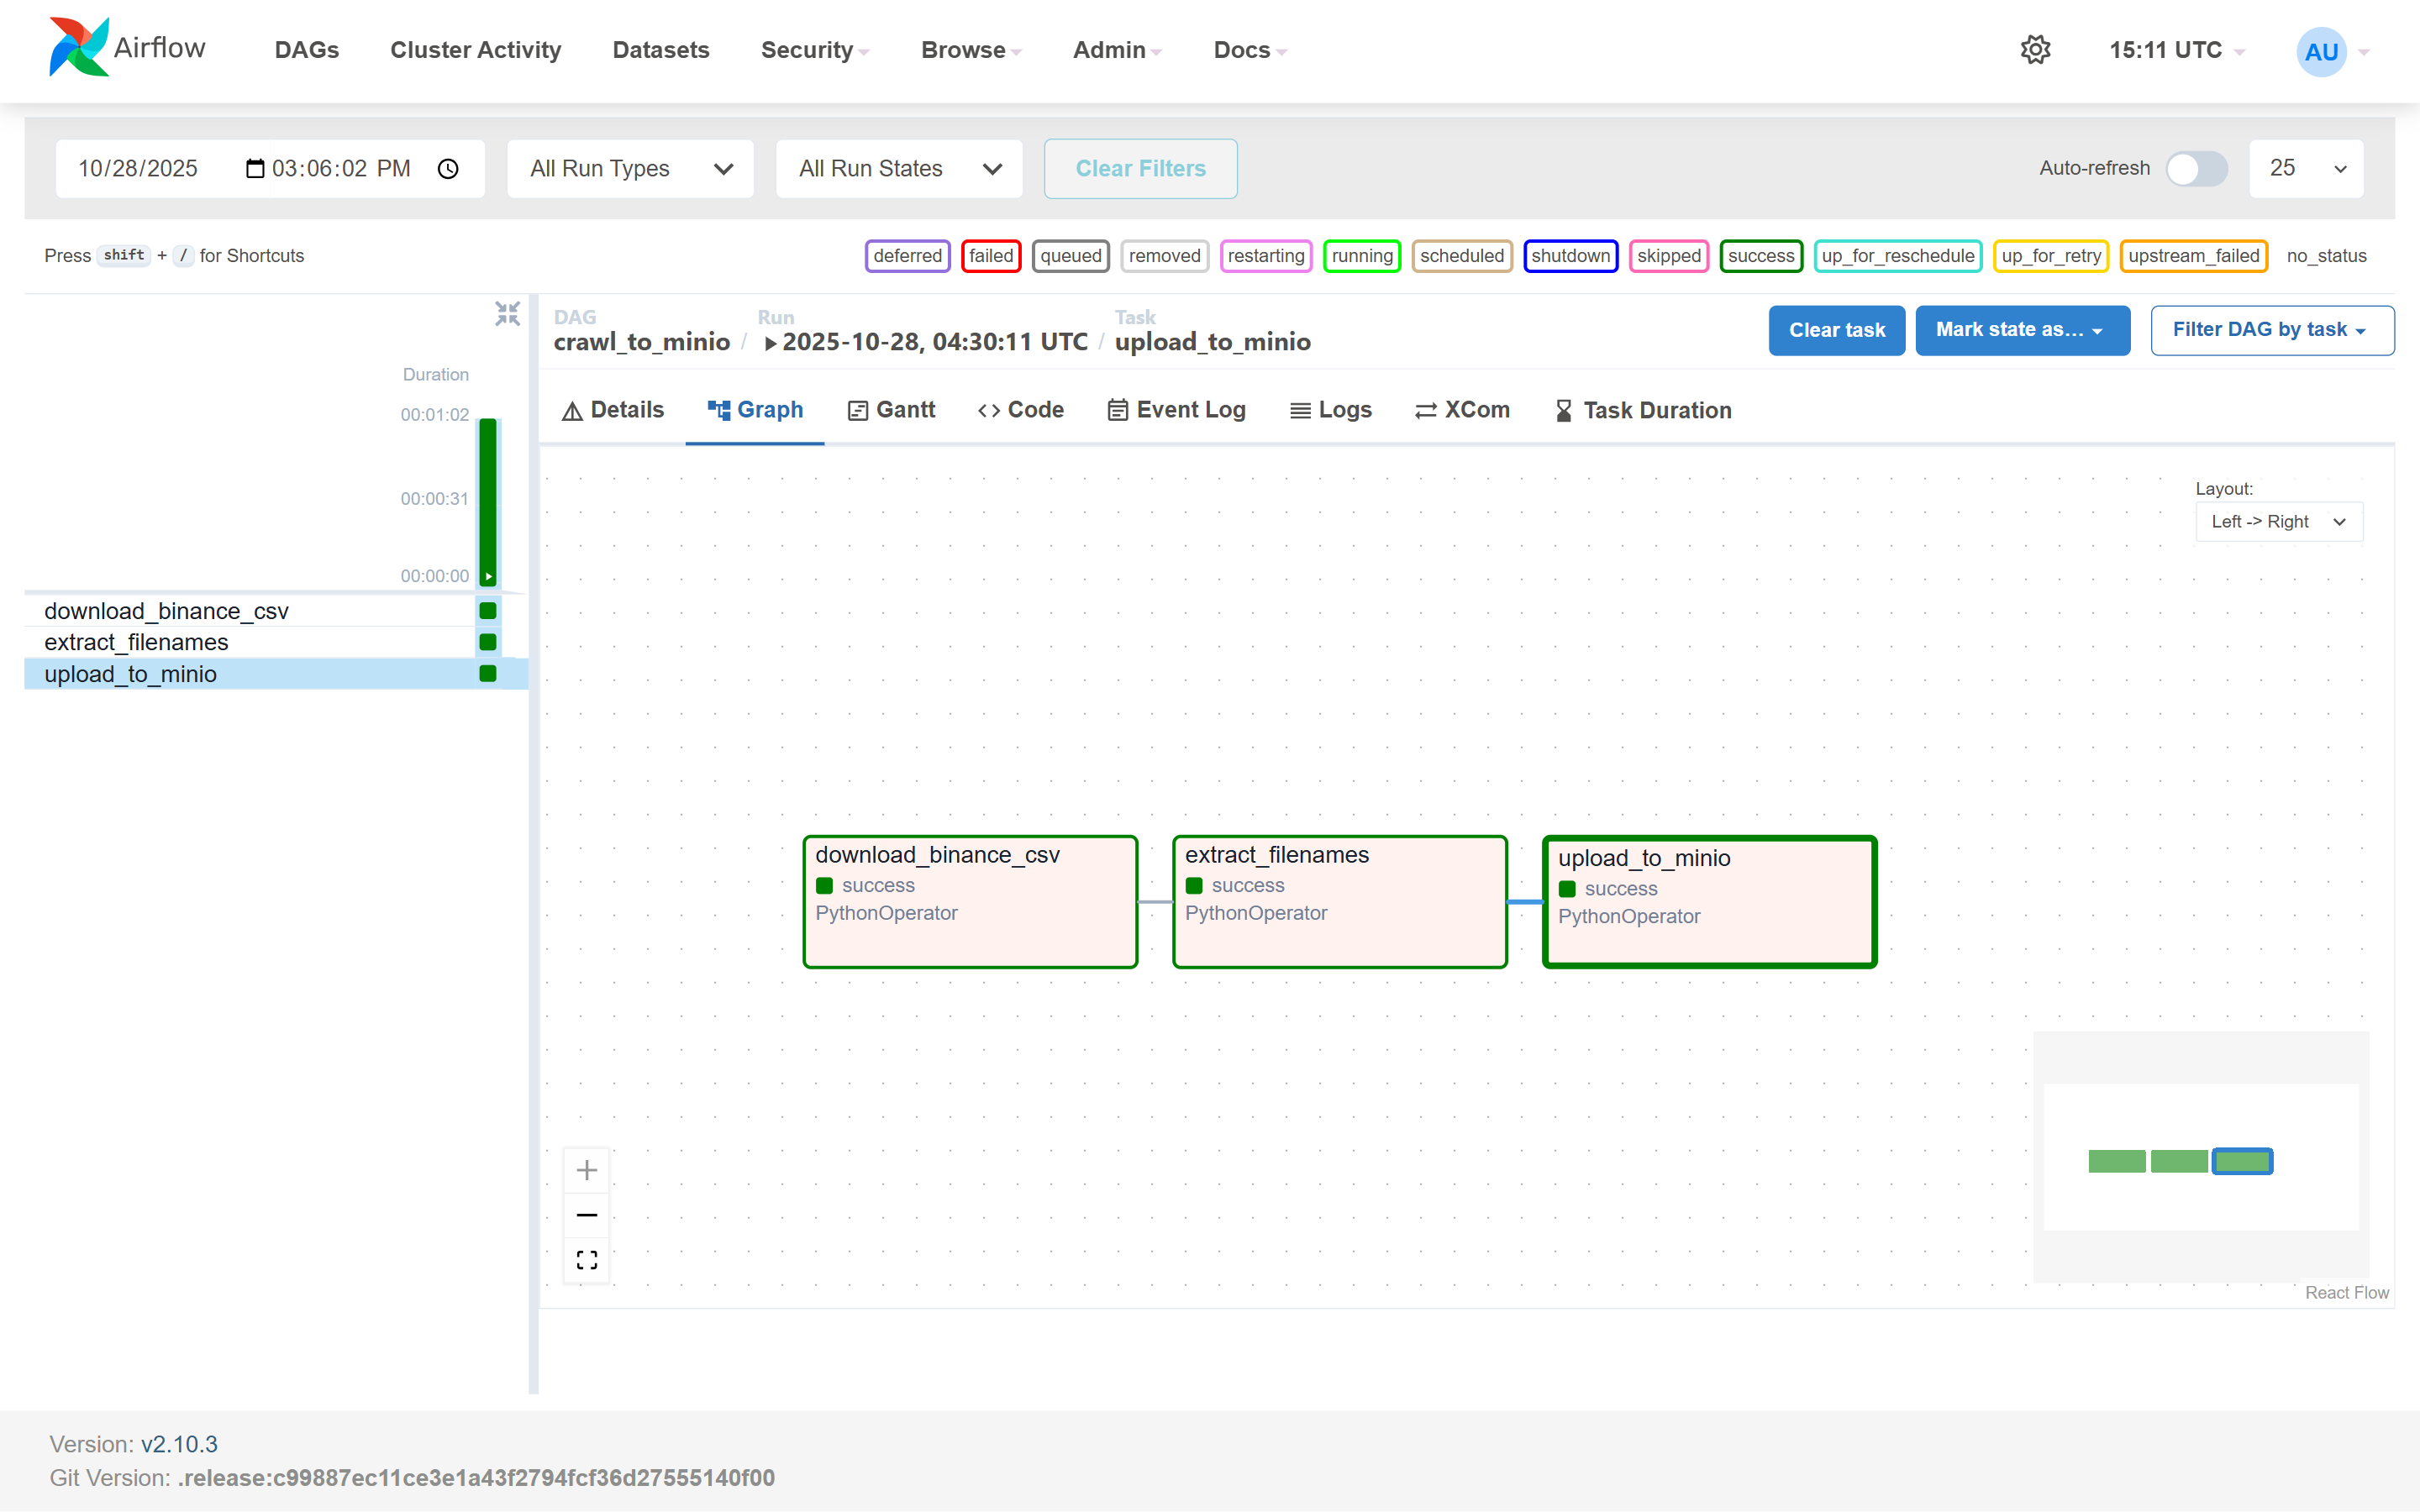 Airflow DAGs Cluster Activity Datasets Security Browse Admin Docs 15:11 UTC AU
10/28/2025 03:06:02 PM All Run Types All Run States Clear Filters Auto-refresh 25
Press shift + / for Shortcuts deferred failed queued removed restarting running scheduled shutdown skipped success up_for_reschedule up_for_retry upstream_failed no_status
DAG Run Task
crawl_to_minio / 2025-10-28, 04:30:11 UTC / upload_to_minio
Clear task Mark state as... Filter DAG by task
Duration
00:01:02
00:00:31
00:00:00
download_binance_csv
extract_filenames
upload_to_minio
Details Graph Gantt Code Event Log Logs XCom Task Duration
Layout:
Left -> Right
download_binance_csv
success
PythonOperator
extract_filenames
success
PythonOperator
upload_to_minio
success
PythonOperator
React Flow
Version: v2.10.3
Git Version: .release:c99887ec11ce3e1a43f2794fcf36d27555140f00